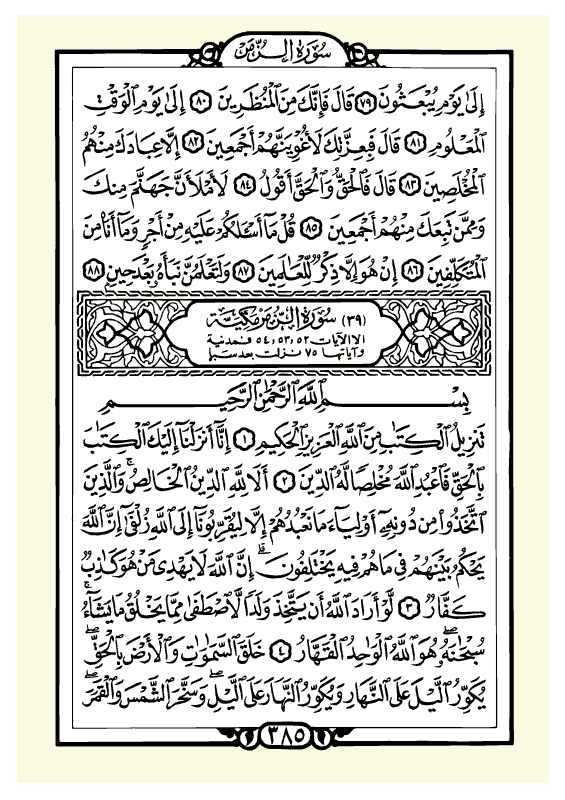 سُورَةُ الزُّمَر
إِلَىٰ يَوْمِ يُبْعَثُونَ ﴿٧٩﴾ قَالَ فَإِنَّكَ مِنَ الْمُنظَرِينَ ﴿٨٠﴾ إِلَىٰ يَوْمِ الْوَقْتِ
الْمَعْلُومِ ﴿٨١﴾ قَالَ فَبِعِزَّتِكَ لَأُغْوِيَنَّهُمْ أَجْمَعِينَ ﴿٨٢﴾ إِلَّا عِبَادَكَ مِنْهُمُ
الْمُخْلَصِينَ ﴿٨٣﴾ قَالَ فَالْحَقُّ وَالْحَقَّ أَقُولُ ﴿٨٤﴾ لَأَمْلَأَنَّ جَهَنَّمَ مِنكَ
وَمِمَّن تَبِعَكَ مِنْهُمْ أَجْمَعِينَ ﴿٨٥﴾ قُلْ مَا أَسْأَلُكُمْ عَلَيْهِ مِنْ أَجْرٍ وَمَا أَنَا مِنَ
الْمُتَكَلِّفِينَ ﴿٨٦﴾ إِنْ هُوَ إِلَّا ذِكْرٌ لِّلْعَالَمِينَ ﴿٨٧﴾ وَلَتَعْلَمُنَّ نَبَأَهُ بَعْدَ حِينٍ ﴿٨٨﴾
(٣٩) سُورَةُ الزُّمَرِ مَكِّيَّة
الا الآيات ٥٢، ٥٣، ٥٤ فمدنية
وآياتها ٧٥ نزلت بعد سبا
بِسْمِ اللَّهِ الرَّحْمَٰنِ الرَّحِيمِ
تَنزِيلُ الْكِتَابِ مِنَ اللَّهِ الْعَزِيزِ الْحَكِيمِ ﴿١﴾ إِنَّا أَنزَلْنَا إِلَيْكَ الْكِتَابَ
بِالْحَقِّ فَاعْبُدِ اللَّهَ مُخْلِصًا لَّهُ الدِّينَ ﴿٢﴾ أَلَا لِلَّهِ الدِّينُ الْخَالِصُ ۚ وَالَّذِينَ
اتَّخَذُوا مِن دُونِهِ أَوْلِيَاءَ مَا نَعْبُدُهُمْ إِلَّا لِيُقَرِّبُونَا إِلَى اللَّهِ زُلْفَىٰ إِنَّ اللَّهَ
يَحْكُمُ بَيْنَهُمْ فِي مَا هُمْ فِيهِ يَخْتَلِفُونَ ۗ إِنَّ اللَّهَ لَا يَهْدِي مَنْ هُوَ كَاذِبٌ
كَفَّارٌ ﴿٣﴾ لَّوْ أَرَادَ اللَّهُ أَن يَتَّخِذَ وَلَدًا لَّاصْطَفَىٰ مِمَّا يَخْلُقُ مَا يَشَاءُ ۚ
سُبْحَانَهُ ۖ هُوَ اللَّهُ الْوَاحِدُ الْقَهَّارُ ﴿٤﴾ خَلَقَ السَّمَاوَاتِ وَالْأَرْضَ بِالْحَقِّ ۖ
يُكَوِّرُ اللَّيْلَ عَلَى النَّهَارِ وَيُكَوِّرُ النَّهَارَ عَلَى اللَّيْلِ ۖ وَسَخَّرَ الشَّمْسَ وَالْقَمَرَ ۖ
٣٨٥